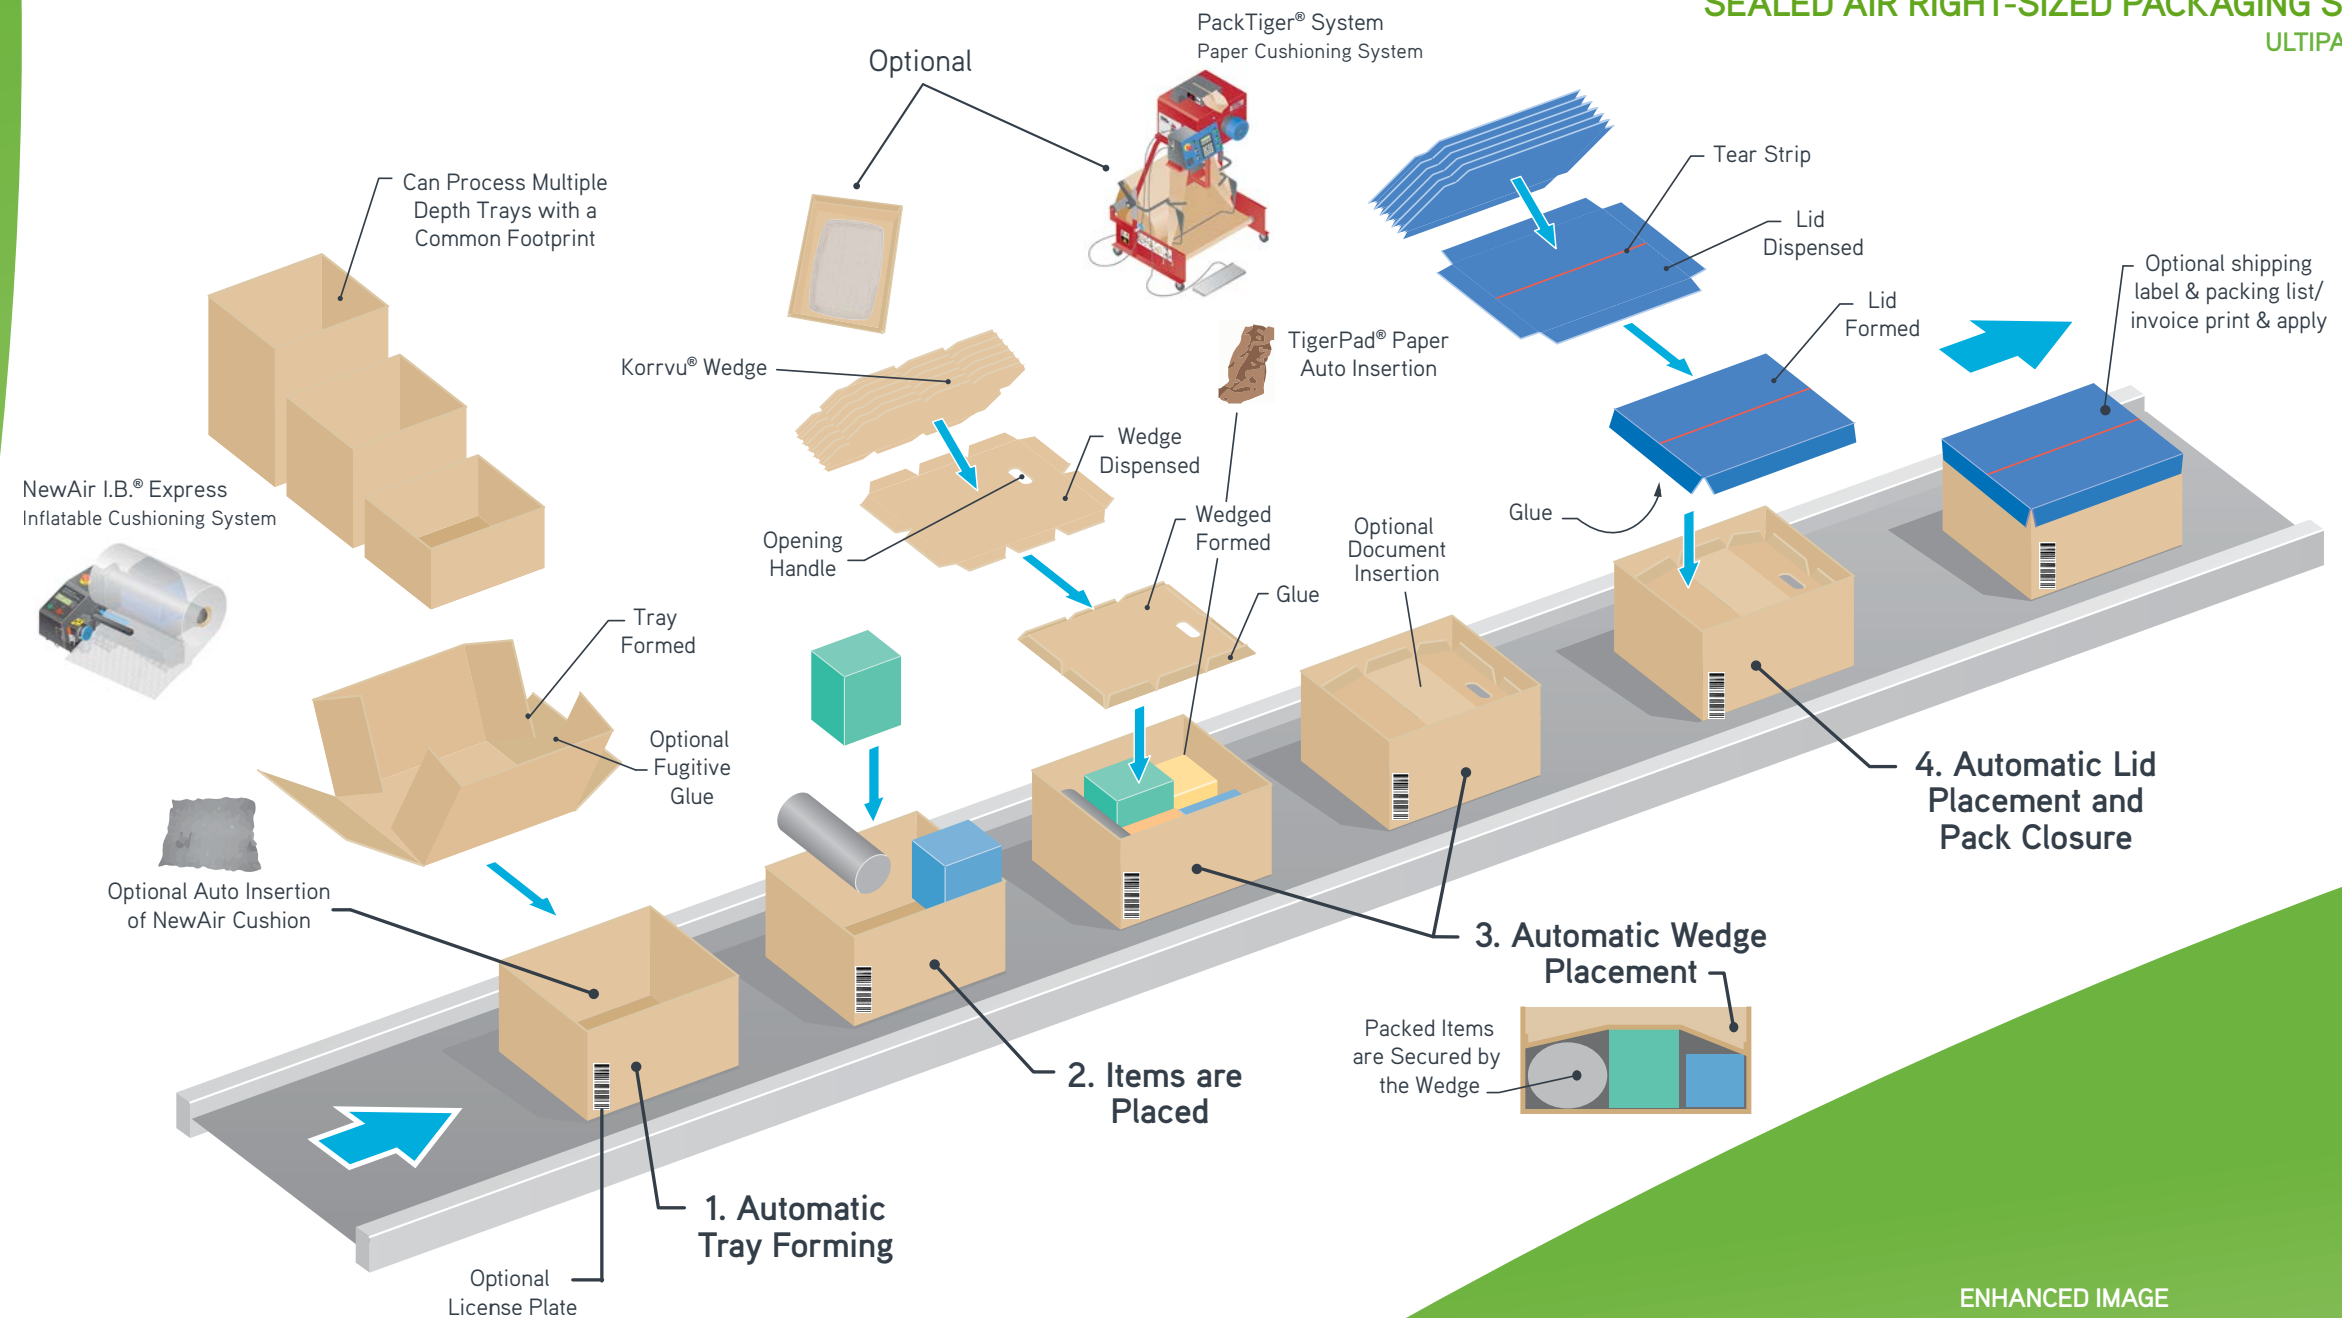 SEALED AIR RIGHT-SIZED PACKAGING S
ULTIPA
PackTiger® System
Paper Cushioning System
Optional
Can Process Multiple
Depth Trays with a
Common Footprint
Tear Strip
Lid
Dispensed
Optional shipping
label & packing list/
invoice print & apply
Lid
Formed
Korrvu® Wedge
TigerPad® Paper
Auto Insertion
Wedge
Dispensed
NewAir I.B.® Express
Inflatable Cushioning System
Opening
Handle
Wedged
Formed
Glue
Optional
Document
Insertion
Glue
Tray
Formed
Optional
Fugitive
Glue
Optional Auto Insertion
of NewAir Cushion
4. Automatic Lid
Placement and
Pack Closure
3. Automatic Wedge
Placement
Packed Items
are Secured by
the Wedge
2. Items are
Placed
1. Automatic
Tray Forming
Optional
License Plate
ENHANCED IMAGE